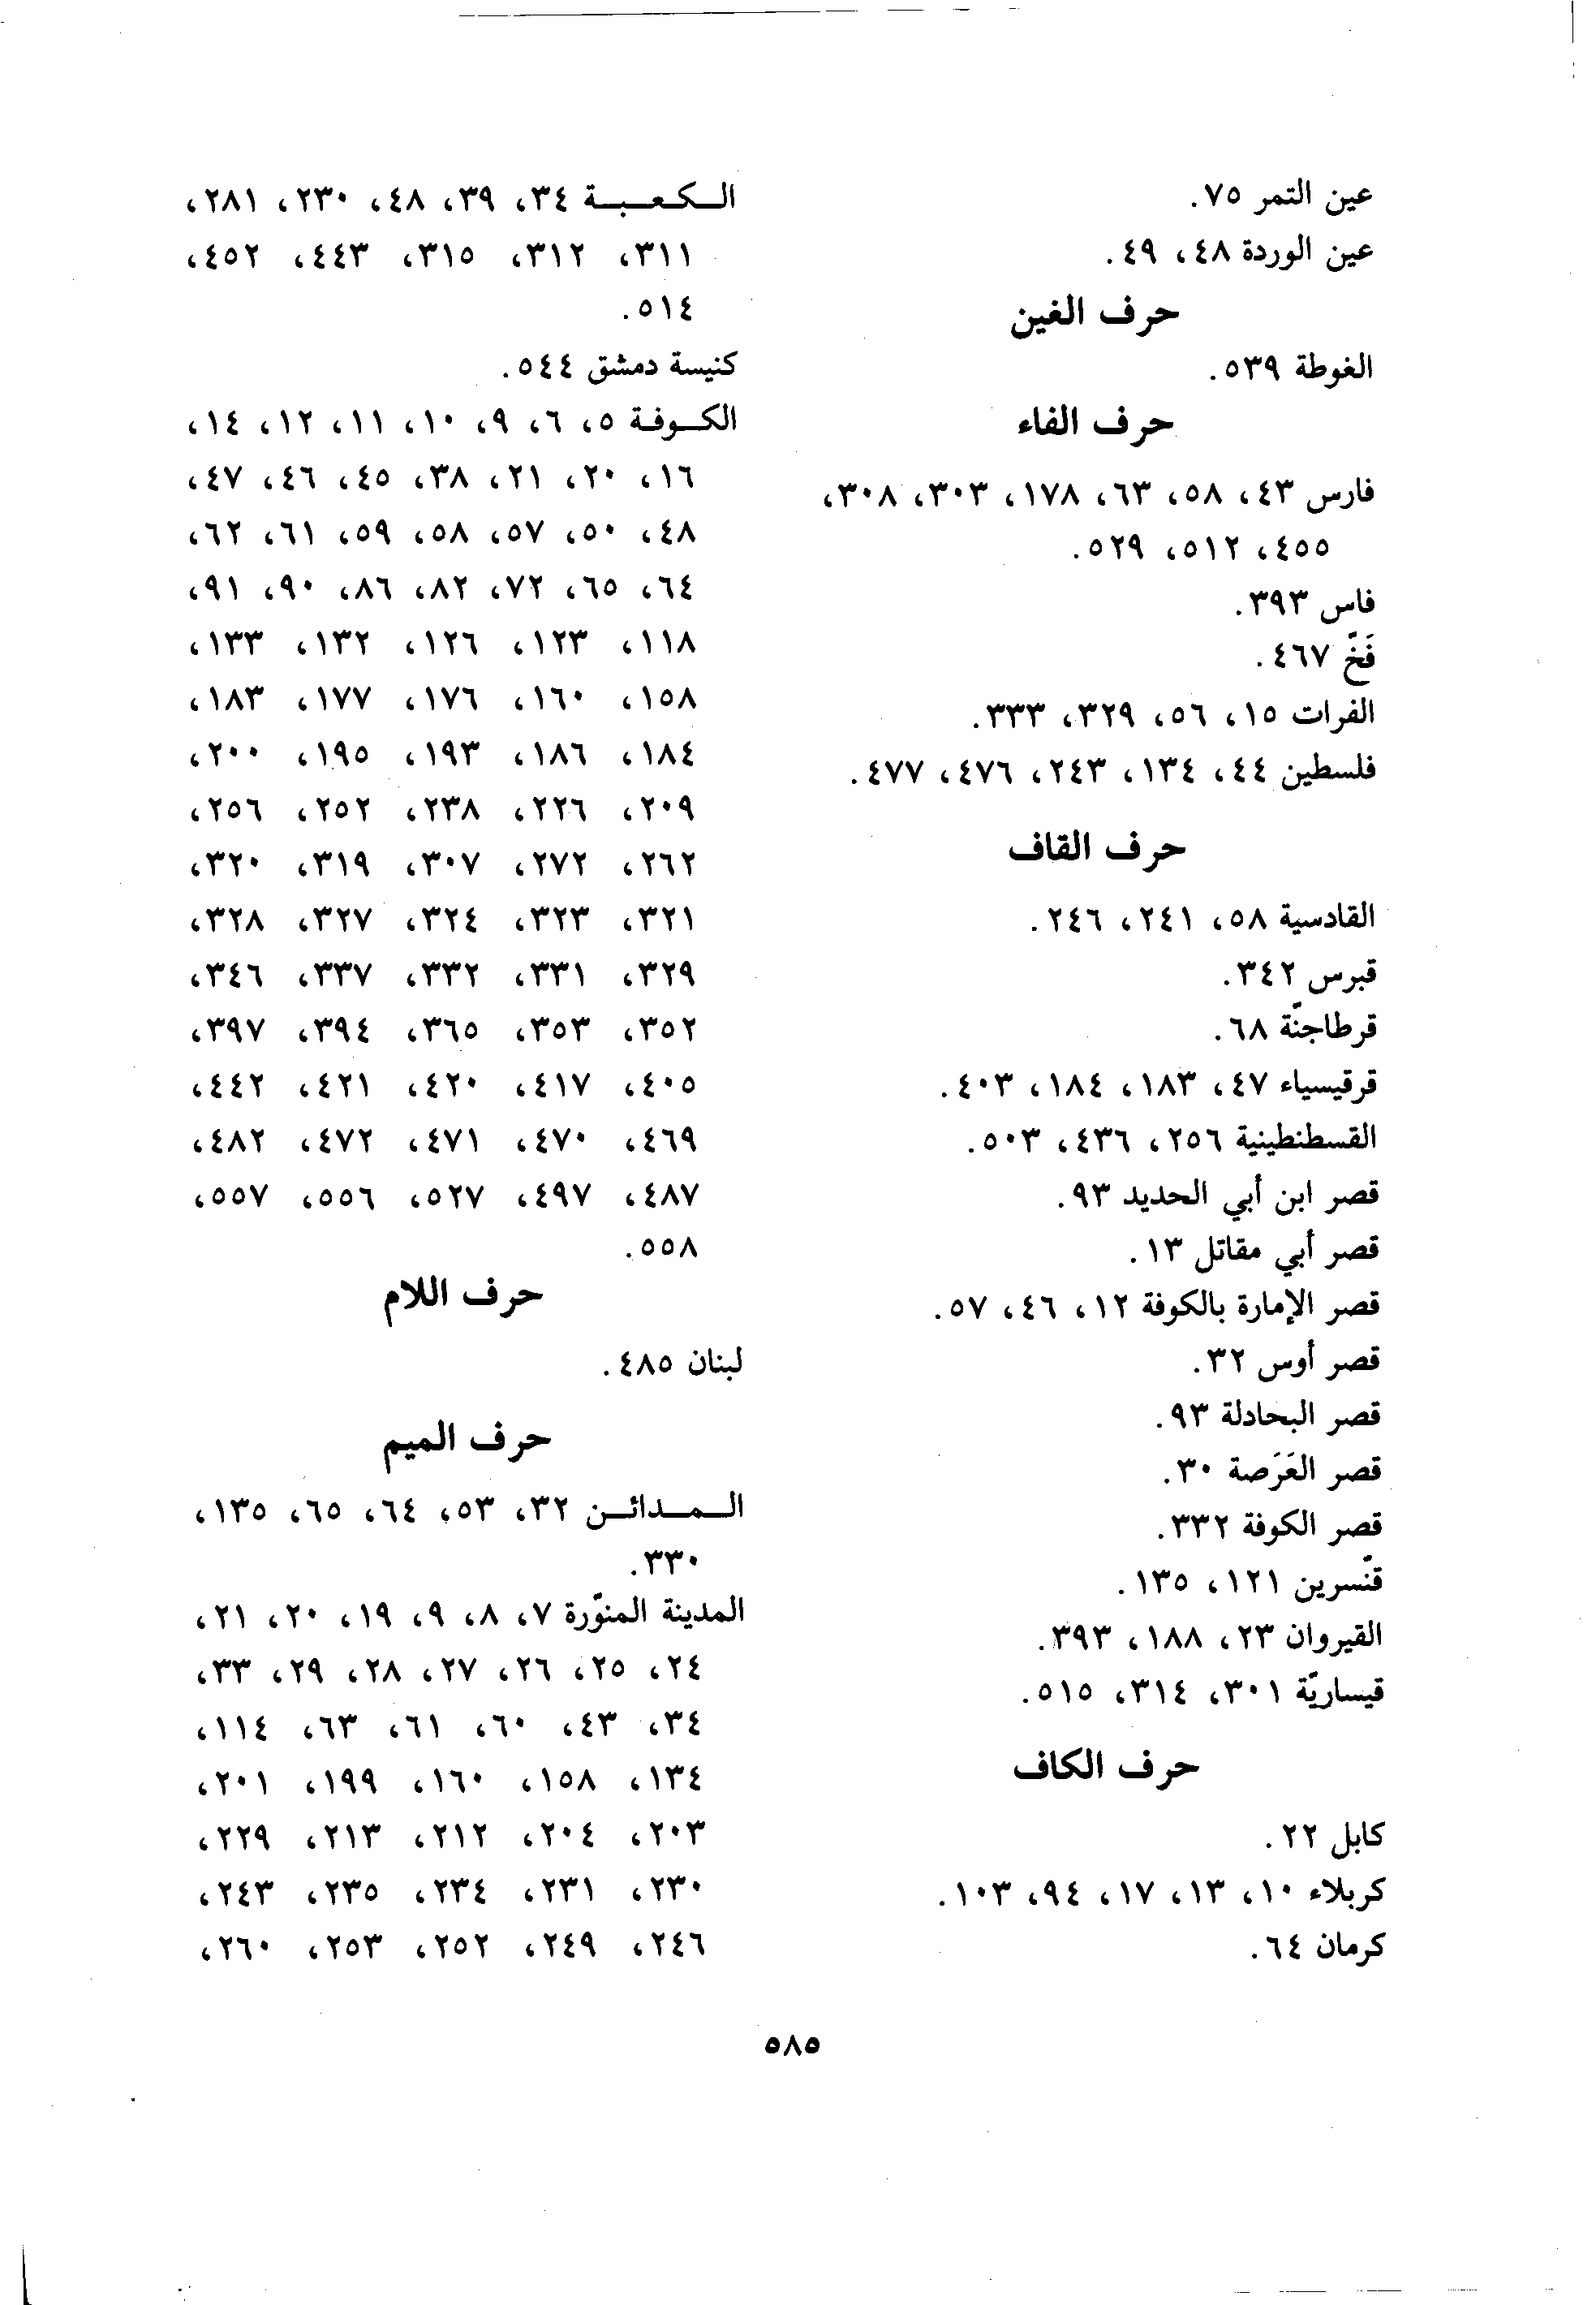 عين التمر ٧٥.
عين الوردة ٤٨، ٤٩.
حرف الغين
الغوطة ٥٣٩.
حرف الفاء
فارس ٤٣، ٥٨، ٦٣، ١٧٨، ٣٠٣، ٣٠٨،
٤٥٥، ٥١٢، ٥٢٩.
فاس ٣٩٣.
فَخّ ٤٦٧.
الفرات ١٥، ٥٦، ٣٢٩، ٣٣٣.
فلسطين ٤٤، ١٣٤، ٢٤٣، ٤٧٦، ٤٧٧.
حرف القاف
القادسية ٥٨، ٢٤١، ٢٤٦.
قبرس ٣٤٢.
قرطاجنّة ٦٨.
قرقيسياء ٤٧، ١٨٣، ١٨٤، ٤٠٣.
القسطنطينية ٢٥٦، ٤٣٦، ٥٠٣.
قصر ابن أبي الحديد ٩٣.
قصر أبي مقاتل ١٣.
قصر الإمارة بالكوفة ١٢، ٤٦، ٥٧.
قصر أوس ٣٢.
قصر البحادلة ٩٣.
قصر العَرَصة ٣٠.
قصر الكوفة ٣٣٢.
قنّسرين ١٢١، ١٣٥.
القيروان ٢٣، ١٨٨، ٣٩٣.
قيساريّة ٣٠١، ٣١٤، ٥١٥.
حرف الكاف
كابل ٢٢.
كربلاء ١٠، ١٣، ١٧، ٩٤، ١٠٣.
كرمان ٦٤.
الكعبة ٣٤، ٣٩، ٤٨، ٢٣٠، ٢٨١،
٣١١، ٣١٢، ٣١٥، ٤٤٣، ٤٥٢،
٥١٤.
كنيسة دمشق ٥٤٤.
الكوفة ٥، ٦، ٩، ١٠، ١١، ١٢، ١٤،
١٦، ٢٠، ٢١، ٣٨، ٤٥، ٤٦، ٤٧،
٤٨، ٥٠، ٥٧، ٥٨، ٥٩، ٦١، ٦٢،
٦٤، ٦٥، ٧٢، ٨٢، ٨٦، ٩٠، ٩١،
١١٨، ١٢٣، ١٢٦، ١٣٢، ١٣٣،
١٥٨، ١٦٠، ١٧٦، ١٧٧، ١٨٣،
١٨٤، ١٨٦، ١٩٣، ١٩٥، ٢٠٠،
٢٠٩، ٢٢٦، ٢٣٨، ٢٥٢، ٢٥٦،
٢٦٢، ٢٧٢، ٣٠٧، ٣١٩، ٣٢٠،
٣٢١، ٣٢٣، ٣٢٤، ٣٢٧، ٣٢٨،
٣٢٩، ٣٣١، ٣٣٢، ٣�٧، ٣٤٦،
٣٥٢، ٣٥٣، ٣٦٥، ٣٩٤، ٣٩٧،
٤٠٥، ٤١٧، ٤٢٠، ٤٢١، ٤٤٢،
٤٦٩، ٤٧٠، ٤٧١، ٤٧٢، ٤٨٢،
٤٨٧، ٤٩٧، ٥٢٧، ٥٥٦، ٥٥٧،
٥٥٨.
حرف اللام
لبنان ٤٨٥.
حرف الميم
المدائن ٣٢، ٥٣، ٦٤، ٦٥، ١٣٥،
٣٣٠.
المدينة المنوّرة ٧، ٨، ٩، ١٩، ٢٠، ٢١،
٢٤، ٢٥، ٢٦، ٢٧، ٢٨، ٢٩، ٣٣،
٣٤، ٤٣، ٦٠، ٦١، ٦٣، ١١٤،
١٣٤، ١٥٨، ١٦٠، ١٩٩، ٢٠١،
٢٠٣، ٢٠٤، ٢١٢، ٢١٣، ٢٢٩،
٢٣٠، ٢٣١، ٢٣٤، ٢٣٥، ٢٤٣،
٢٤٦، ٢٤٩، ٢٥٢، ٢٥٣، ٢٦٠،
٥٨٥